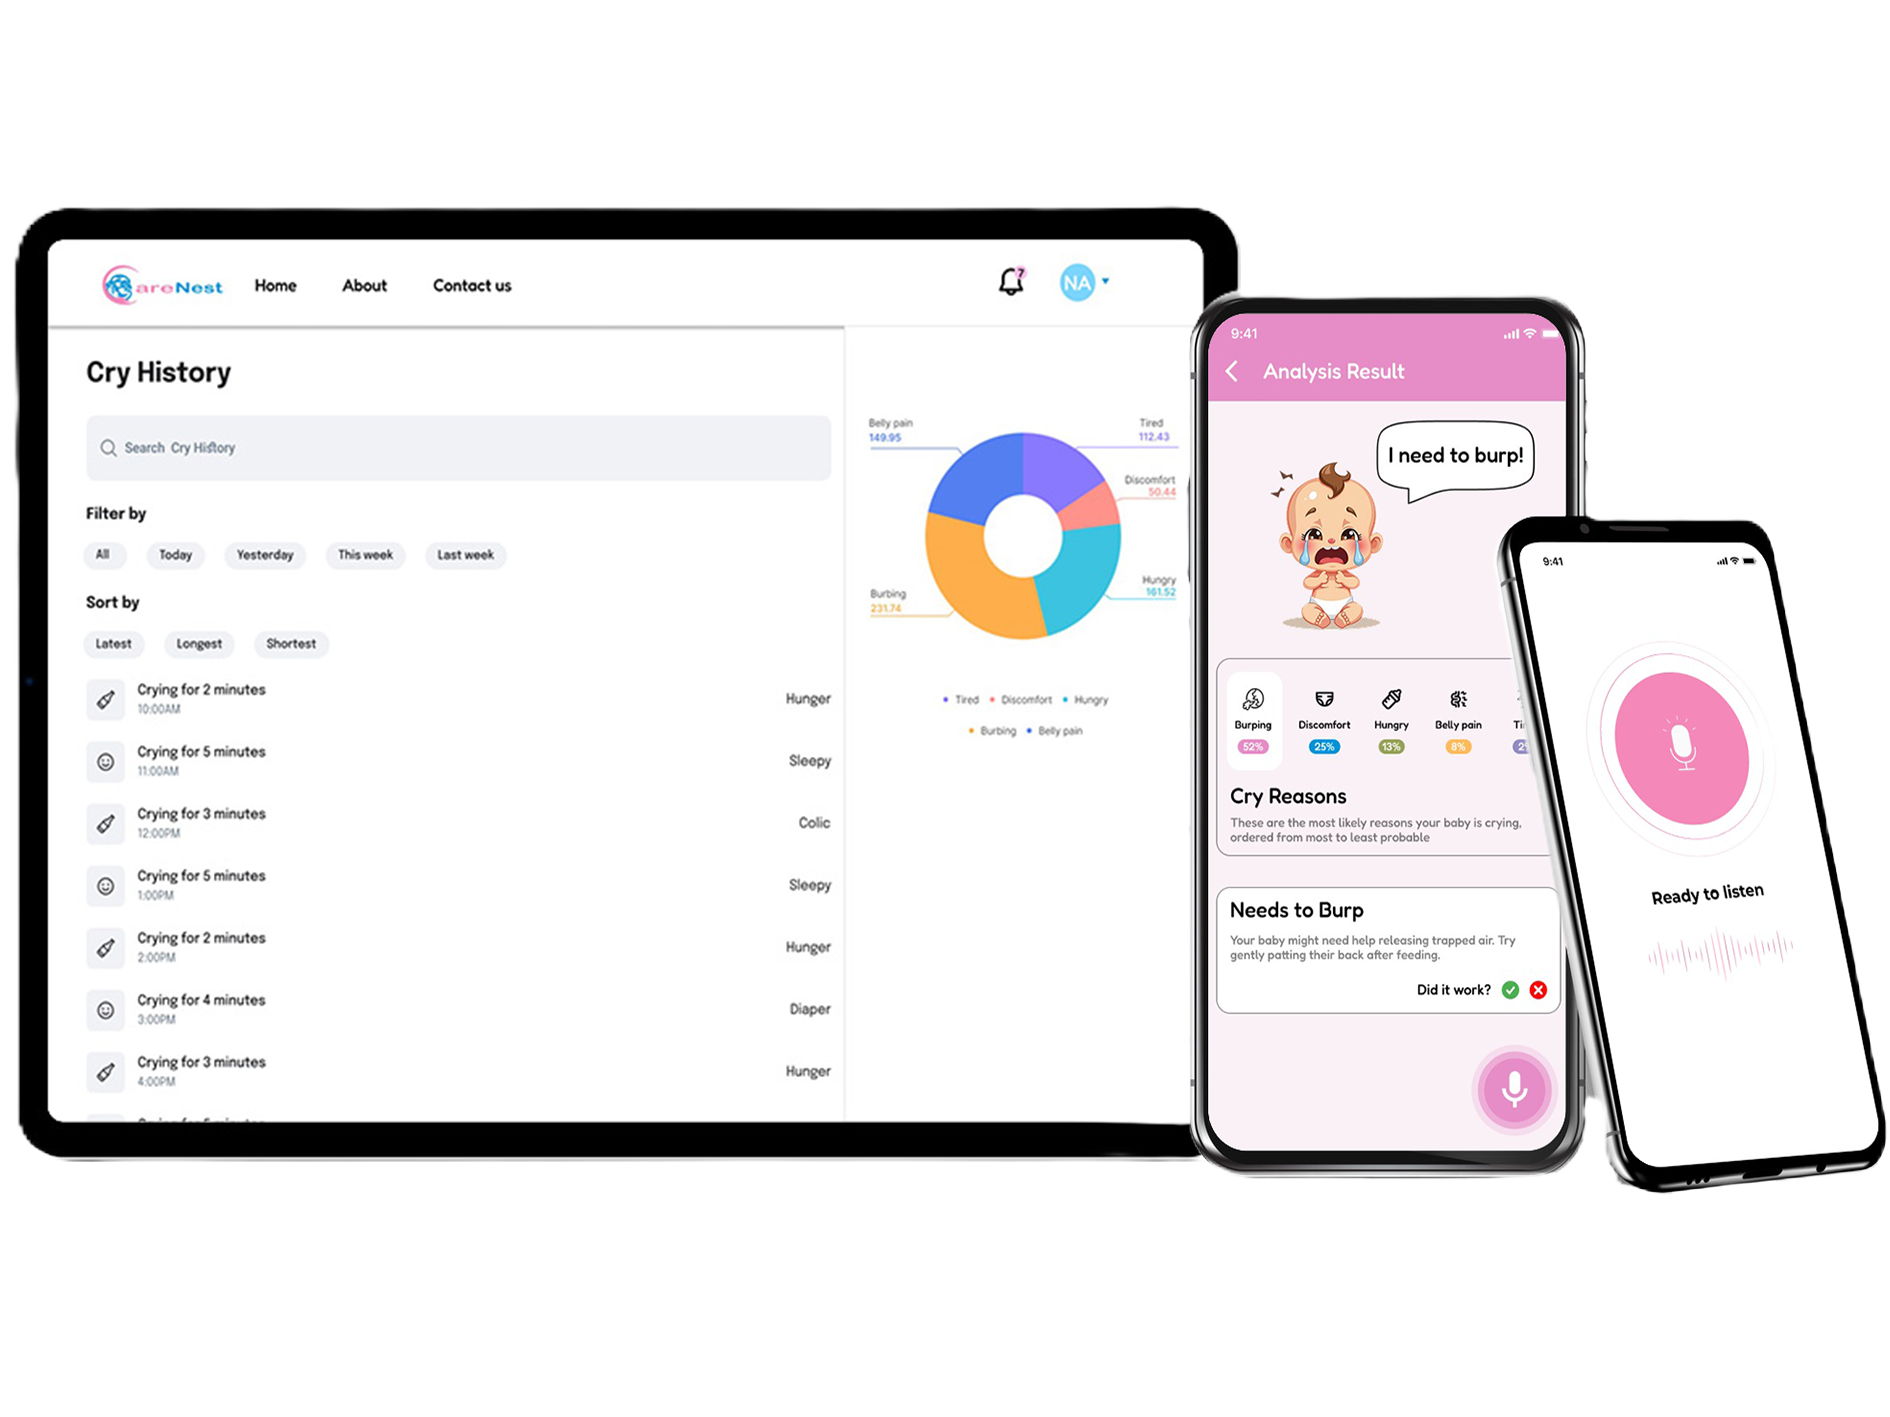 areNest
Home
About
Contact us
7
NA
Cry History
Search Cry History
Filter by
All
Today
Yesterday
This week
Last week
Sort by
Latest
Longest
Shortest
Crying for 2 minutes
10:00AM
Hunger
Crying for 5 minutes
11:00AM
Sleepy
Crying for 3 minutes
12:00PM
Colic
Crying for 5 minutes
1:00PM
Sleepy
Crying for 2 minutes
2:00PM
Hunger
Crying for 4 minutes
3:00PM
Diaper
Crying for 3 minutes
4:00PM
Hunger
Belly pain
149.95
Tired
112.43
Discomfort
50.44
Hungry
161.52
Burbing
231.74
Tired
Discomfort
Hungry
Burbing
Belly pain
9:41
Analysis Result
I need to burp!
Burping
Discomfort
Hungry
Belly pain
52%
25%
13%
8%
Cry Reasons
These are the most likely reasons your baby is crying,
ordered from most to least probable
Needs to Burp
Your baby might need help releasing trapped air. Try
gently patting their back after feeding.
Did it work?
9:41
Ready to listen